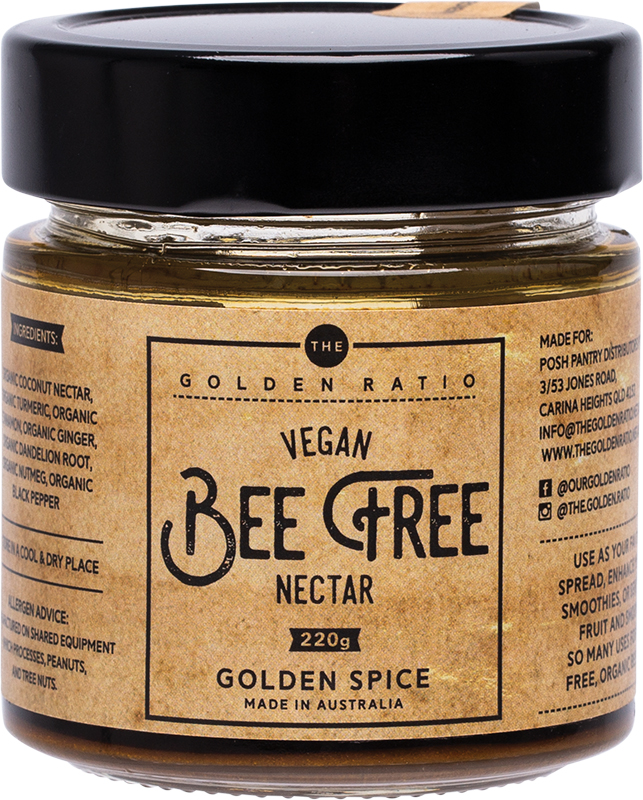 INGREDIENTS:
ORGANIC COCONUT NECTAR,
ORGANIC TURMERIC, ORGANIC
CINNAMON, ORGANIC GINGER,
ORGANIC DANDELION ROOT,
ORGANIC NUTMEG, ORGANIC
BLACK PEPPER
IN A COOL & DRY PLACE
ALLERGEN ADVICE:
ON SHARED EQUIPMENT
WHICH PROCESSES, PEANUTS,
AND TREE NUTS.
THE
GOLDEN RATIO
VEGAN
BEE FREE
NECTAR
220g
GOLDEN SPICE
MADE IN AUSTRALIA
MADE FOR:
POSH PANTRY
3/53 JONES ROAD,
CARINA HEIGHTS QLD
INFO@THEGOLDENRATIO
WWW.THEGOLDENRATIO
@OURGOLDENRATIO
@THE.GOLDEN.RATIO
USE AS YOUR
SPREAD,
SMOOTHIES,
FRUIT AND
SO MANY USES
FREE, ORGANIC